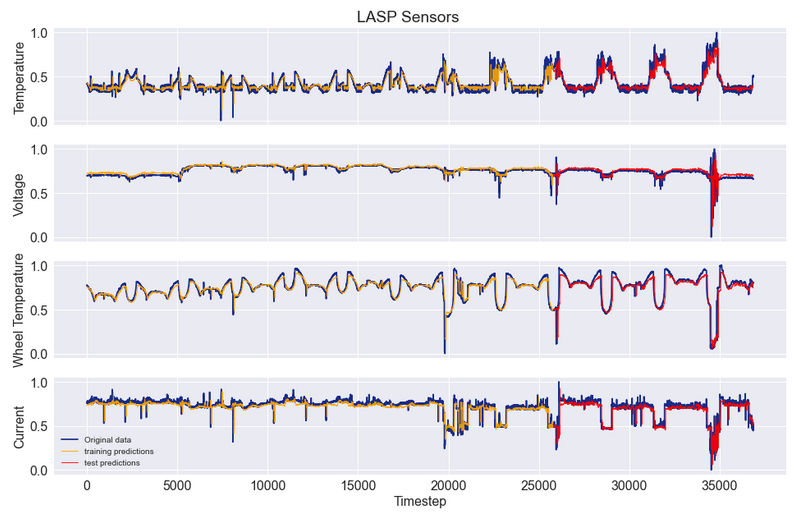 LASP Sensors
1.0
Temperature
0.5
0.0
1.0
Voltage
0.5
0.0
1.0
Wheel Temperature
0.5
0.0
1.0
Current
0.5
0.0
Original data
training predictions
test predictions
0 5000 10000 15000 20000 25000 30000 35000
Timestep